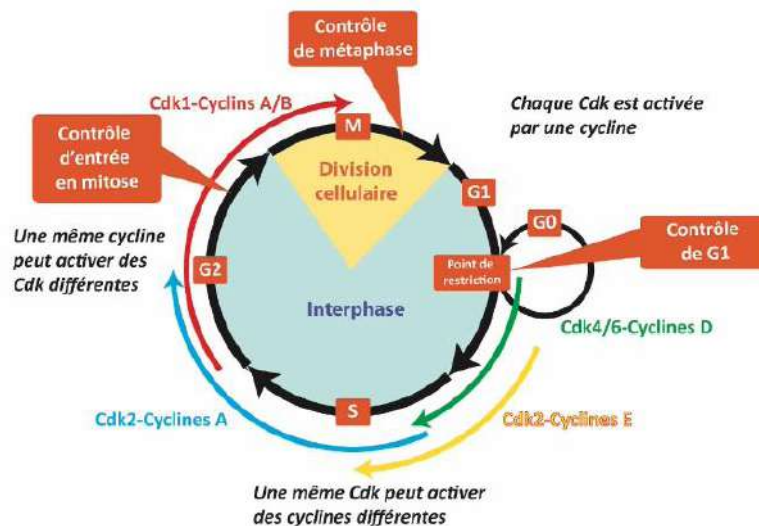 Contrôle
de métaphase
Cdk1-Cyclins A/B
Chaque Cdk est activée
par une cycline
Contrôle
d'entrée
en mitose
M
Division
cellulaire
G1
G0
Contrôle
de G1
Une même cycline
peut activer des
Cdk différentes
G2
Point de
restriction
Interphase
Cdk4/6-Cyclines D
Cdk2-Cyclines A
S
Cdk2-Cyclines E
Une même Cdk peut activer
des cyclines différentes